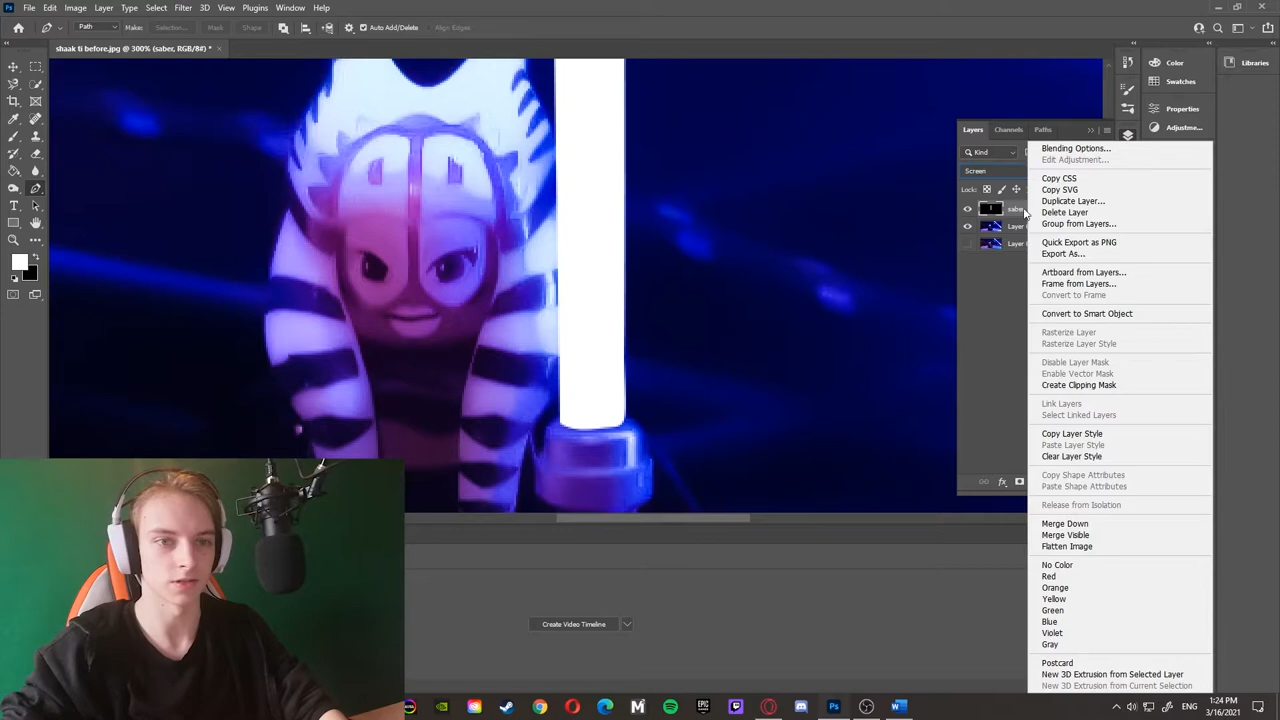 File Edit Image Layer Type Select Filter 3D View Plugins Window Help
Path Make: Selection... Mask Shape Auto Add/Delete Align Edges
shaak ti before.jpg @ 300% (saber, RGB/8#) *
Color
Libraries
Swatches
Properties
Adjustme...
Layers Channels Paths
Kind
Screen
Lock:
saber
Layer
Layer
Blending Options...
Edit Adjustment...
Copy CSS
Copy SVG
Duplicate Layer...
Delete Layer
Group from Layers...
Quick Export as PNG
Export As...
Artboard from Layers...
Frame from Layers...
Convert to Frame
Convert to Smart Object
Rasterize Layer
Rasterize Layer Style
Disable Layer Mask
Enable Vector Mask
Create Clipping Mask
Link Layers
Select Linked Layers
Copy Layer Style
Paste Layer Style
Clear Layer Style
Copy Shape Attributes
Paste Shape Attributes
Release from Isolation
Merge Down
Merge Visible
Flatten Image
No Color
Red
Orange
Yellow
Green
Blue
Violet
Gray
Postcard
New 3D Extrusion from Selected Layer
New 3D Extrusion from Current Selection
Create Video Timeline
ENG
1:24 PM
3/16/2021